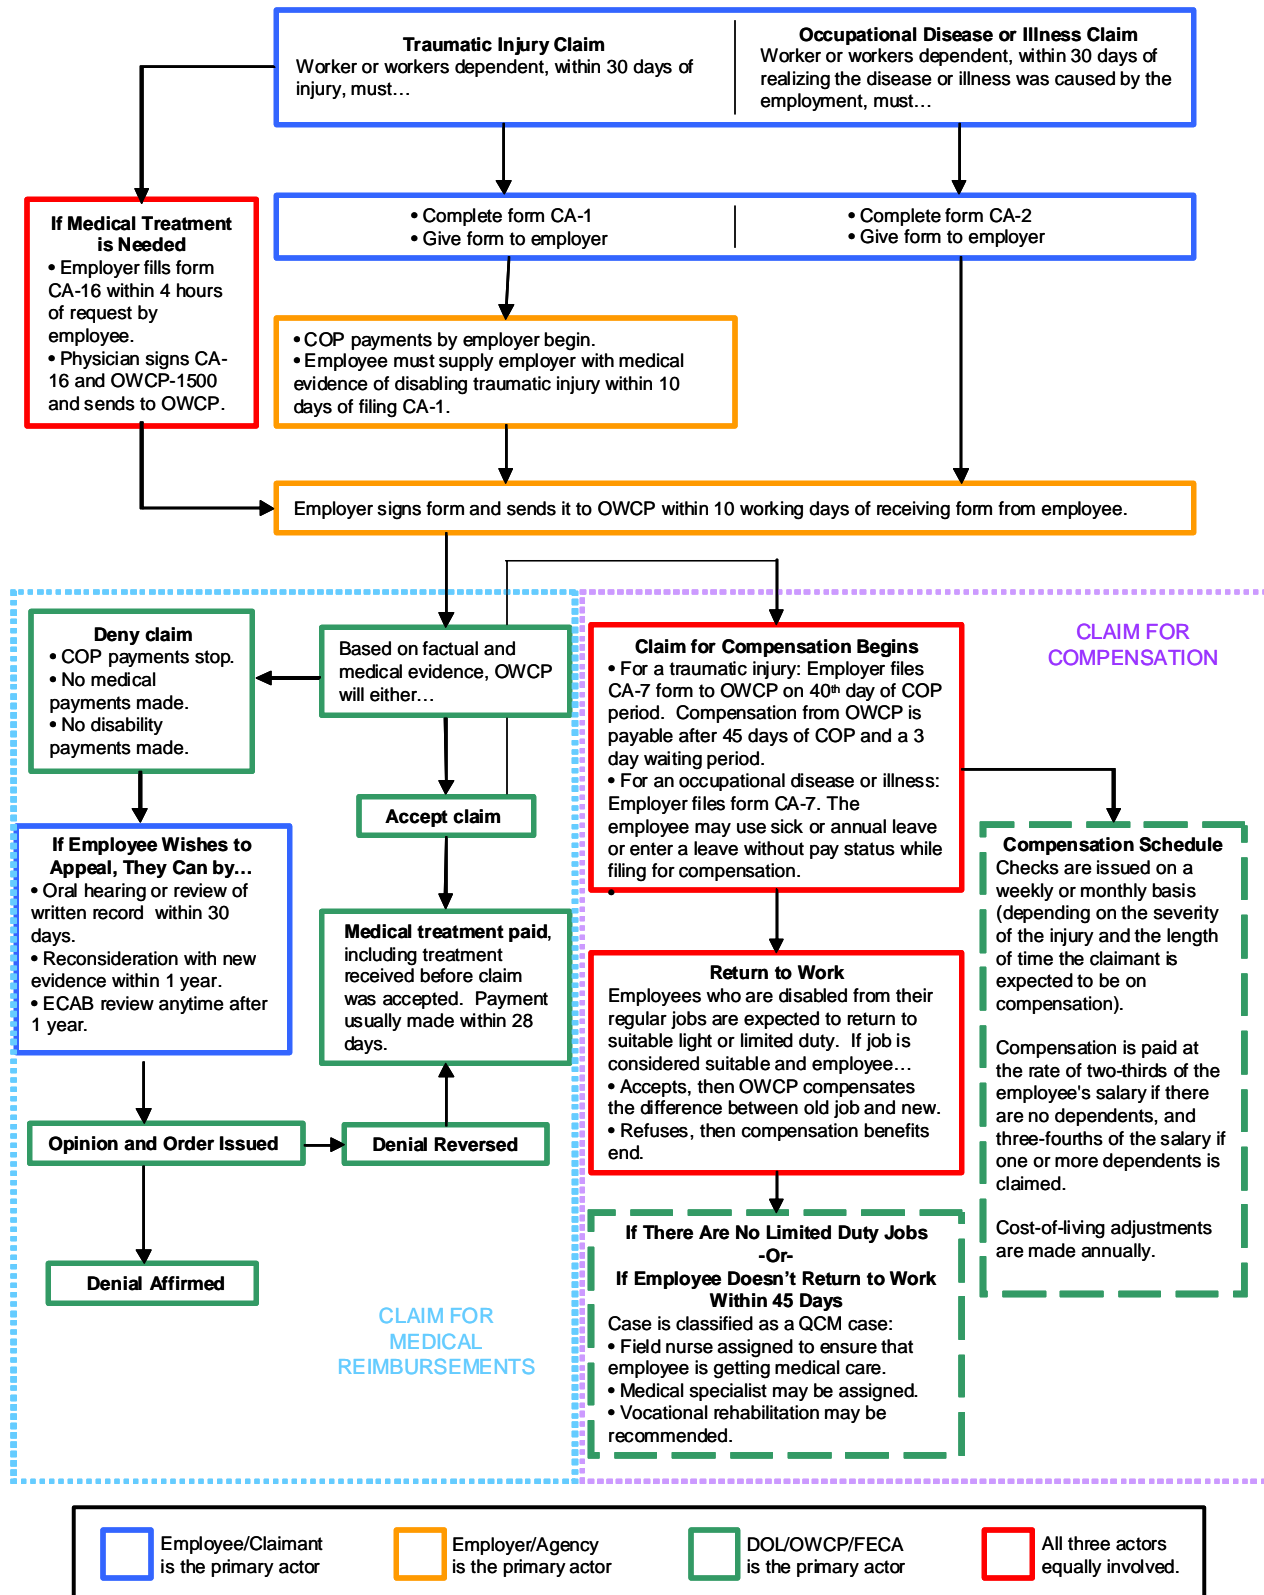 Traumatic Injury Claim
Worker or workers dependent, within 30 days of
injury, must…
Occupational Disease or Illness Claim
Worker or workers dependent, within 30 days of
realizing the disease or illness was caused by the
employment, must…
If Medical Treatment
is Needed
• Employer fills form
CA-16 within 4 hours
of request by
employee.
• Physician signs CA-
16 and OWCP-1500
and sends to OWCP.
• Complete form CA-1
• Give form to employer
• Complete form CA-2
• Give form to employer
• COP payments by employer begin.
• Employee must supply employer with medical
evidence of disabling traumatic injury within 10
days of filing CA-1.
Employer signs form and sends it to OWCP within 10 working days of receiving form from employee.
Deny claim
• COP payments stop.
• No medical
payments made.
• No disability
payments made.
Based on factual and
medical evidence, OWCP
will either…
Accept claim
If Employee Wishes to
Appeal, They Can by…
• Oral hearing or review of
written record within 30
days.
• Reconsideration with new
evidence within 1 year.
• ECAB review anytime after
1 year.
Medical treatment paid,
including treatment
received before claim
was accepted. Payment
usually made within 28
days.
Opinion and Order Issued
Denial Reversed
Denial Affirmed
CLAIM FOR
MEDICAL
REIMBURSEMENTS
Claim for Compensation Begins
• For a traumatic injury: Employer files
CA-7 form to OWCP on 40th day of COP
period. Compensation from OWCP is
payable after 45 days of COP and a 3
day waiting period.
• For an occupational disease or illness:
Employer files form CA-7. The
employee may use sick or annual leave
or enter a leave without pay status while
filing for compensation.
•
CLAIM FOR
COMPENSATION
Return to Work
Employees who are disabled from their
regular jobs are expected to return to
suitable light or limited duty. If job is
considered suitable and employee…
• Accepts, then OWCP compensates
the difference between old job and new.
• Refuses, then compensation benefits
end.
Compensation Schedule
Checks are issued on a
weekly or monthly basis
(depending on the severity
of the injury and the length
of time the claimant is
expected to be on
compensation).
Compensation is paid at
the rate of two-thirds of the
employee's salary if there
are no dependents, and
three-fourths of the salary if
one or more dependents is
claimed.
Cost-of-living adjustments
are made annually.
If There Are No Limited Duty Jobs
-Or-
If Employee Doesn't Return to Work
Within 45 Days
Case is classified as a QCM case:
• Field nurse assigned to ensure that
employee is getting medical care.
• Medical specialist may be assigned.
• Vocational rehabilitation may be
recommended.
Employee/Claimant
is the primary actor
Employer/Agency
is the primary actor
DOL/OWCP/FECA
is the primary actor
All three actors
equally involved.